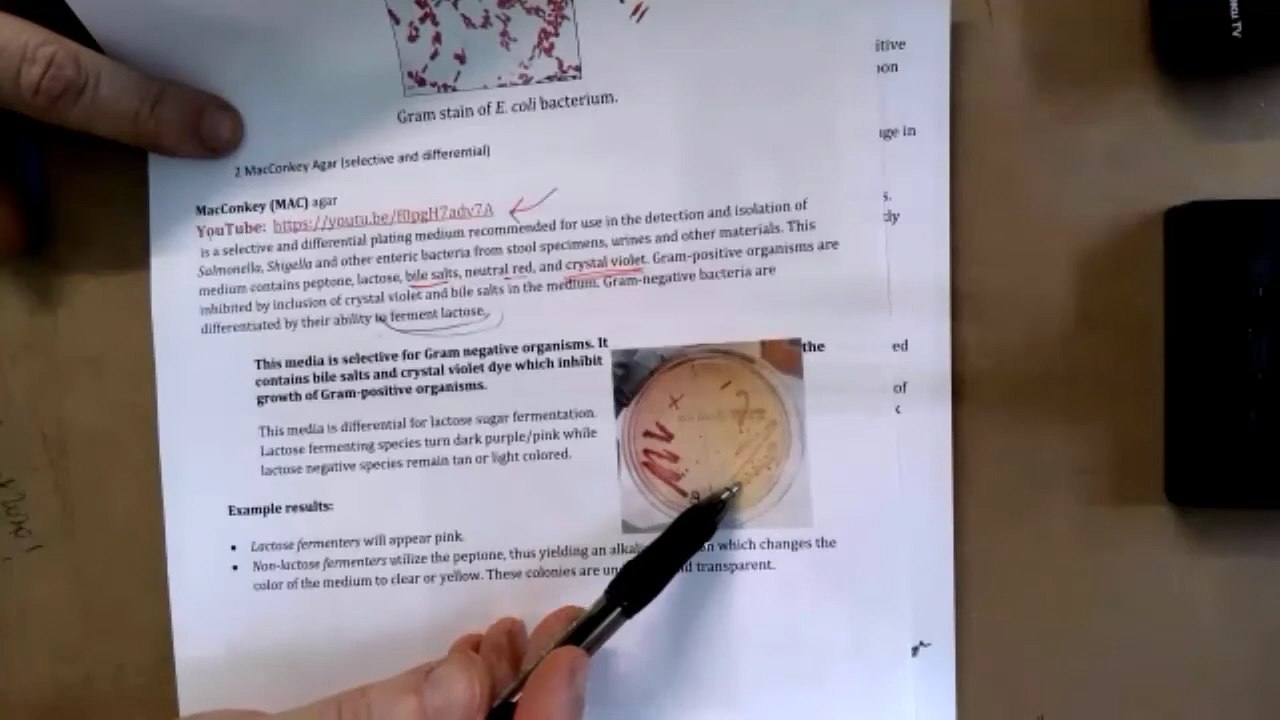 Gram stain of E. coli bacterium.
2 MacConkey Agar (selective and differential)
MacConkey (MAC) agar
YouTube: https://youtu.be/f0pgH7adv7A
is a selective and differential plating medium recommended for use in the detection and isolation of
Salmonella, Shigella and other enteric bacteria from stool specimens, urines and other materials. This
medium contains peptone, lactose, bile salts, neutral red, and crystal violet. Gram-positive organisms are
inhibited by inclusion of crystal violet and bile salts in the medium. Gram-negative bacteria are
differentiated by their ability to ferment lactose.
This media is selective for Gram negative organisms. It
contains bile salts and crystal violet dye which inhibit the
growth of Gram-positive organisms.
This media is differential for lactose sugar fermentation.
Lactose fermenting species turn dark purple/pink while
lactose negative species remain tan or light colored.
Example results:
• Lactose fermenters will appear pink.
• Non-lactose fermenters utilize the peptone, thus yielding an which changes the
color of the medium to clear or yellow. These colonies are transparent.
ed
of
TV